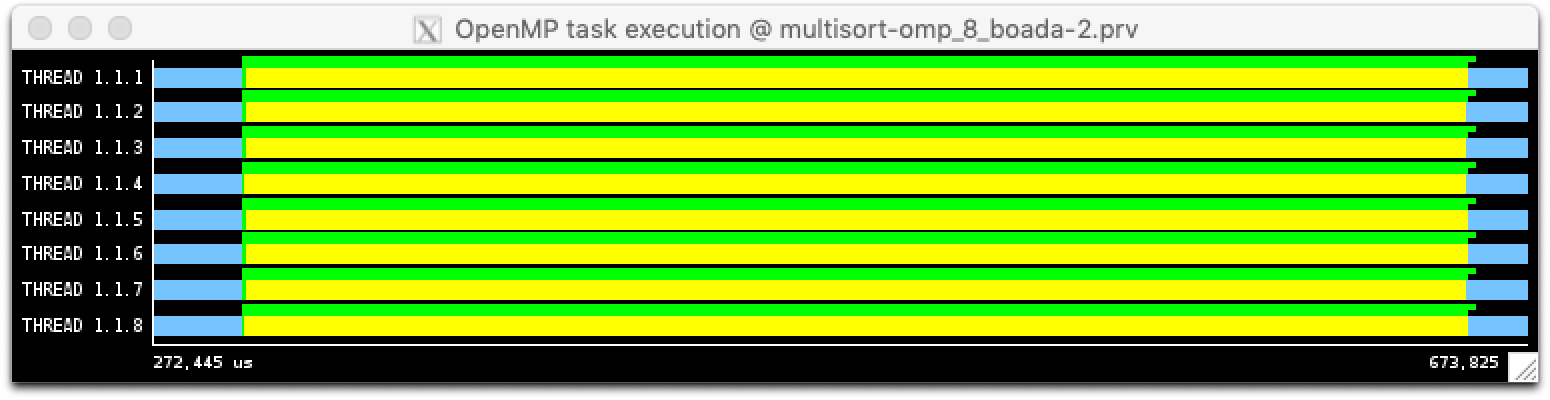 OpenMP task execution @ multisort-omp_8_boada-2.prv
THREAD 1.1.1
THREAD 1.1.2
THREAD 1.1.3
THREAD 1.1.4
THREAD 1.1.5
THREAD 1.1.6
THREAD 1.1.7
THREAD 1.1.8
272,445 us 673,825